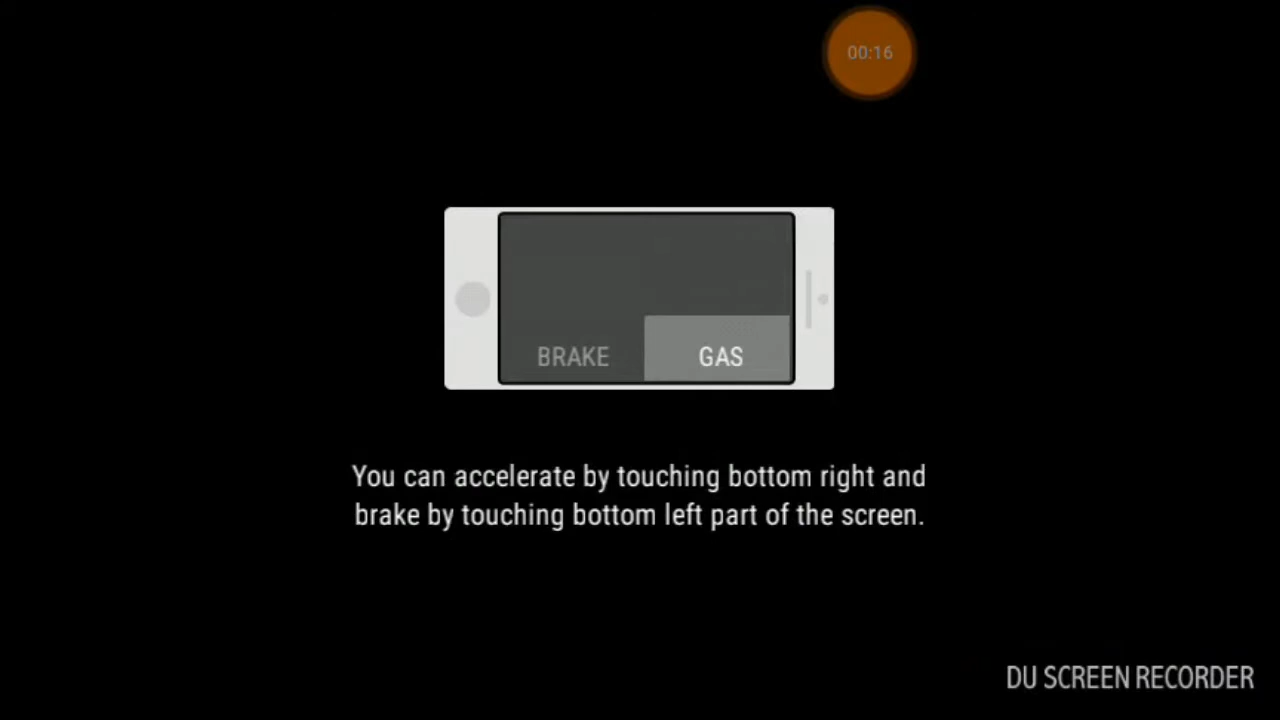 00:16
BRAKE GAS
You can accelerate by touching bottom right and
brake by touching bottom left part of the screen.
DU SCREEN RECORDER